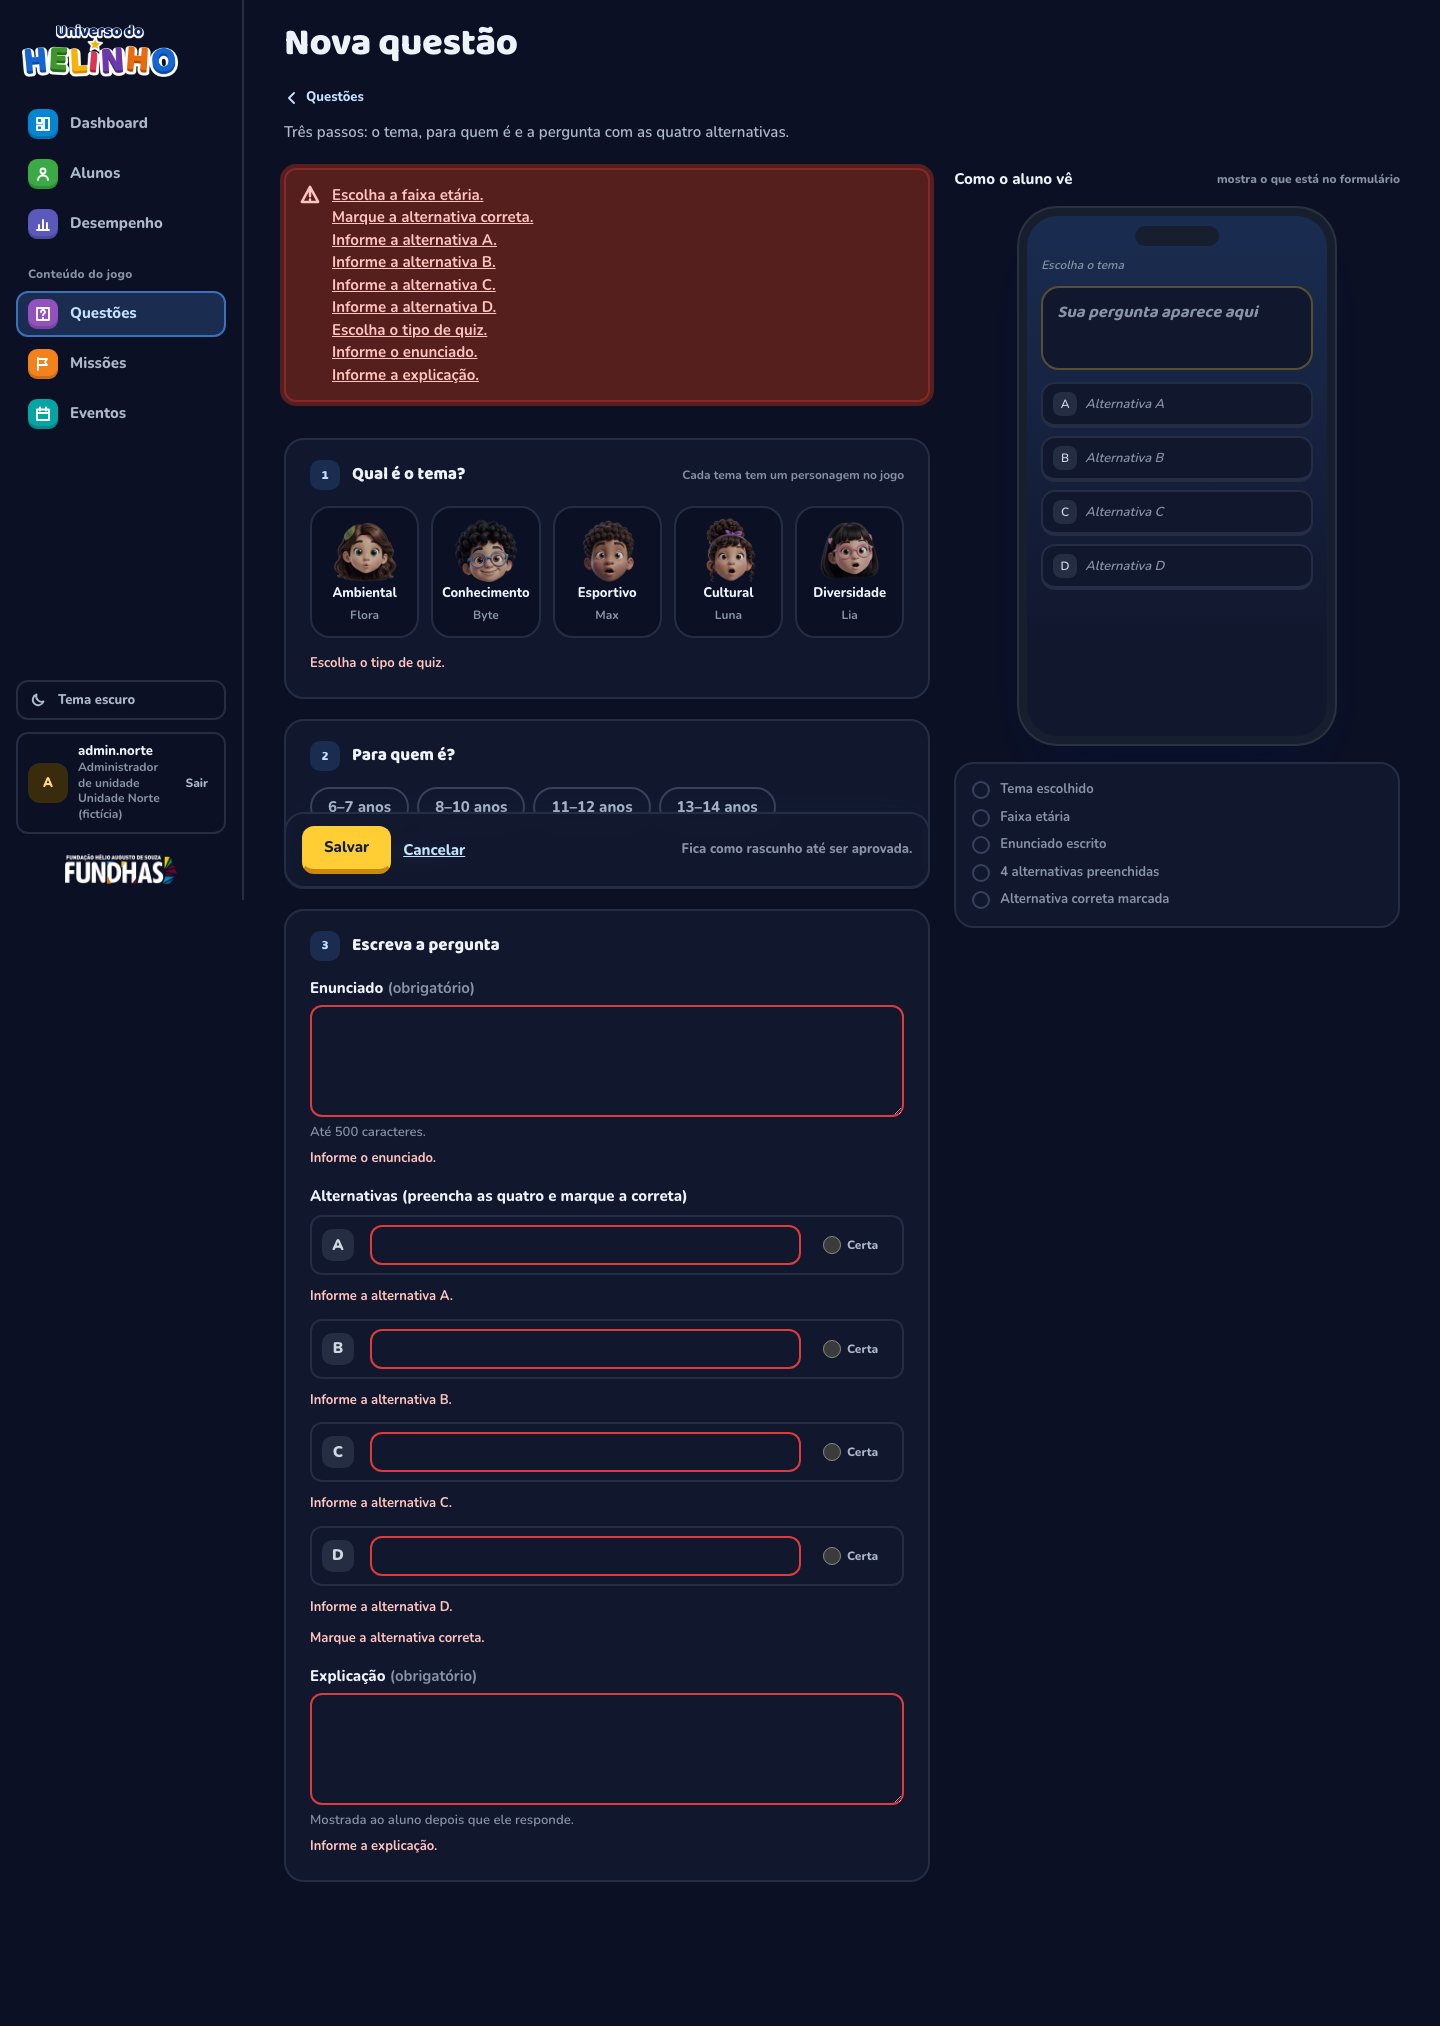 Universo do
HELINHO
Dashboard
Alunos
Desempenho
Conteúdo do jogo
Questões
Missões
Eventos
Tema escuro
A
admin.norte
Administrador
de unidade
Unidade Norte
(fictícia)
Sair
FUNDAÇÃO HÉLIO AUGUSTO DE SOUZA
FUNDHAS
Nova questão
Questões
Três passos: o tema, para quem é e a pergunta com as quatro alternativas.
Escolha a faixa etária.
Marque a alternativa correta.
Informe a alternativa A.
Informe a alternativa B.
Informe a alternativa C.
Informe a alternativa D.
Escolha o tipo de quiz.
Informe o enunciado.
Informe a explicação.
1 Qual é o tema? Cada tema tem um personagem no jogo
Ambiental Conhecimento Esportivo Cultural Diversidade
Flora Byte Max Luna Lia
Escolha o tipo de quiz.
2 Para quem é?
6–7 anos 8–10 anos 11–12 anos 13–14 anos
Salvar Cancelar Fica como rascunho até ser aprovada.
3 Escreva a pergunta
Enunciado (obrigatório)
Até 500 caracteres.
Informe o enunciado.
Alternativas (preencha as quatro e marque a correta)
A Certa
Informe a alternativa A.
B Certa
Informe a alternativa B.
C Certa
Informe a alternativa C.
D Certa
Informe a alternativa D.
Marque a alternativa correta.
Explicação (obrigatório)
Mostrada ao aluno depois que ele responde.
Informe a explicação.
Como o aluno vê mostra o que está no formulário
Escolha o tema
Sua pergunta aparece aqui
A Alternativa A
B Alternativa B
C Alternativa C
D Alternativa D
Tema escolhido
Faixa etária
Enunciado escrito
4 alternativas preenchidas
Alternativa correta marcada